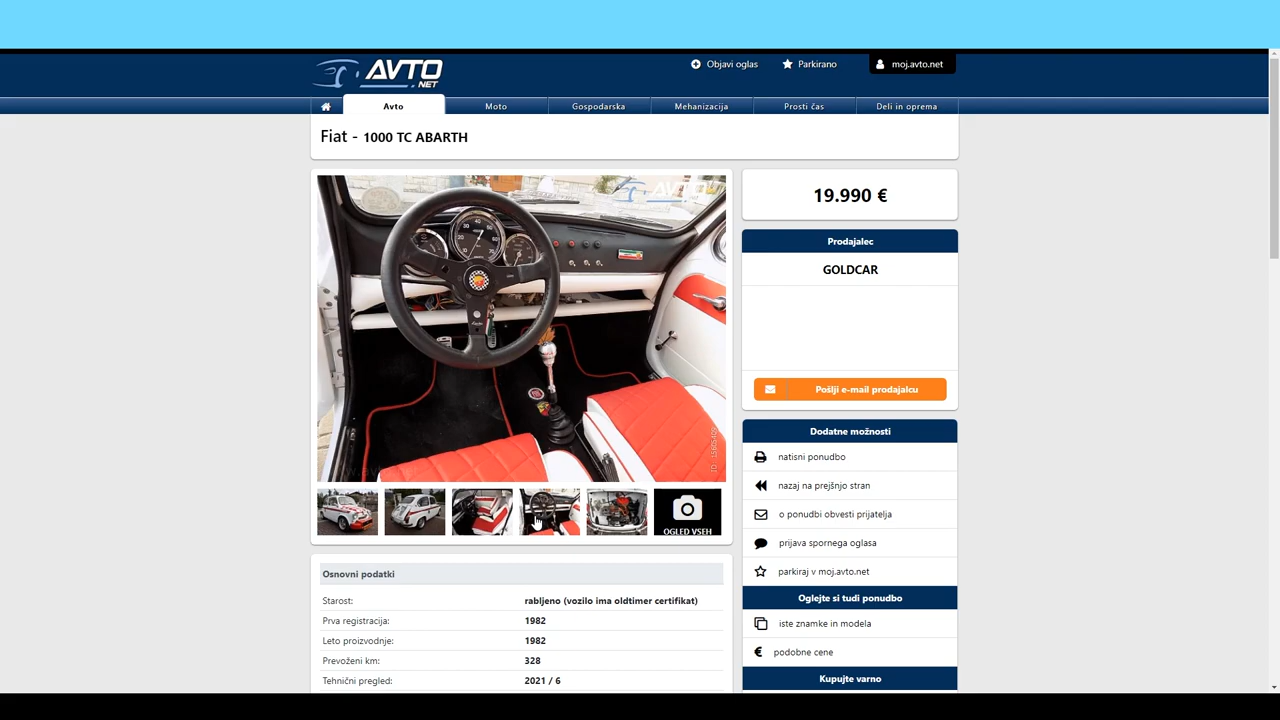 AVTO
.NET
Objavi oglas
Parkirano
moj.avto.net
Avto
Moto
Gospodarska
Mehanizacija
Prosti čas
Deli in oprema
Fiat - 1000 TC ABARTH
AVTO
19.990 €
Prodajalec
GOLDCAR
Pošlji e-mail prodajalcu
OGLED VSEH
Dodatne možnosti
natisni ponudbo
nazaj na prejšnjo stran
o ponudbi obvesti prijatelja
prijava spornega oglasa
parkiraj v moj.avto.net
Oglejte si tudi ponudbo
iste znamke in modela
podobne cene
Kupujte varno
Osnovni podatki
Starost: rabljeno (vozilo ima oldtimer certifikat)
Prva registracija: 1982
Leto proizvodnje: 1982
Prevoženi km: 328
Tehnični pregled: 2021 / 6